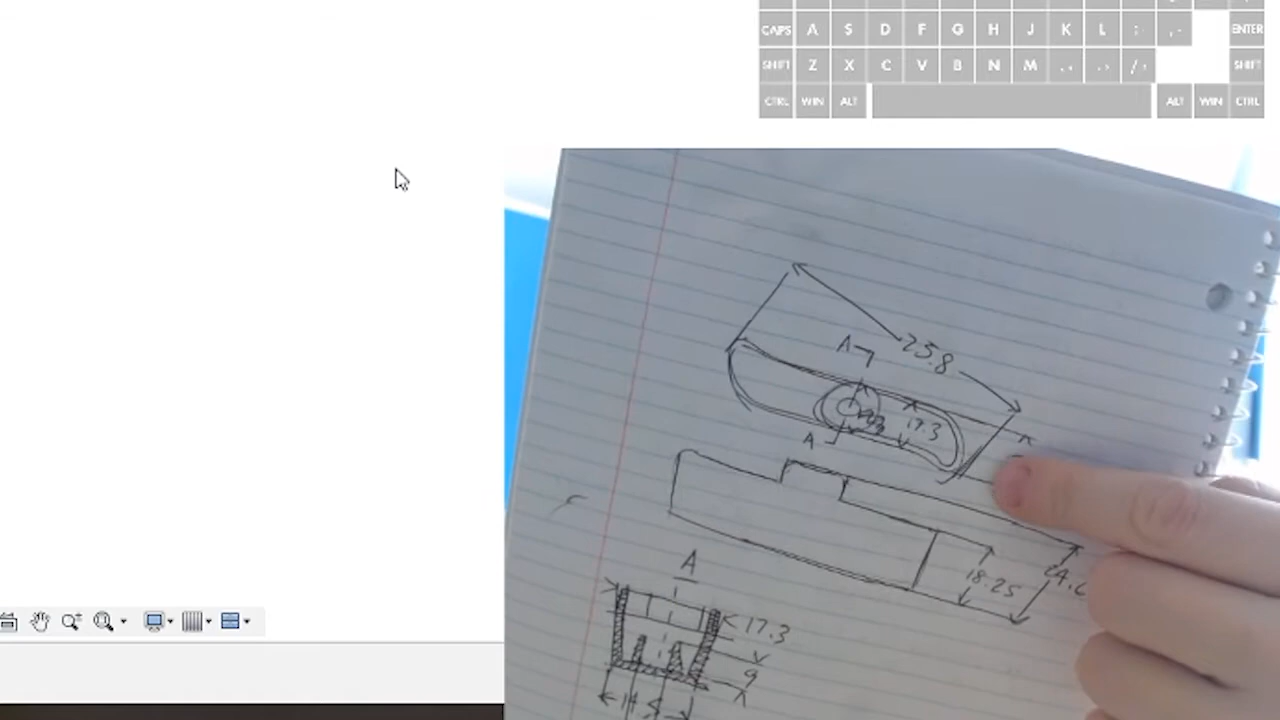 CAPS A S D F G H J K L ; ENTER
SHIFT Z X C V B N M / SHIFT
CTRL WIN ALT ALT WIN CTRL
25.8
A
17.3
A
18.25
A
17.3
9